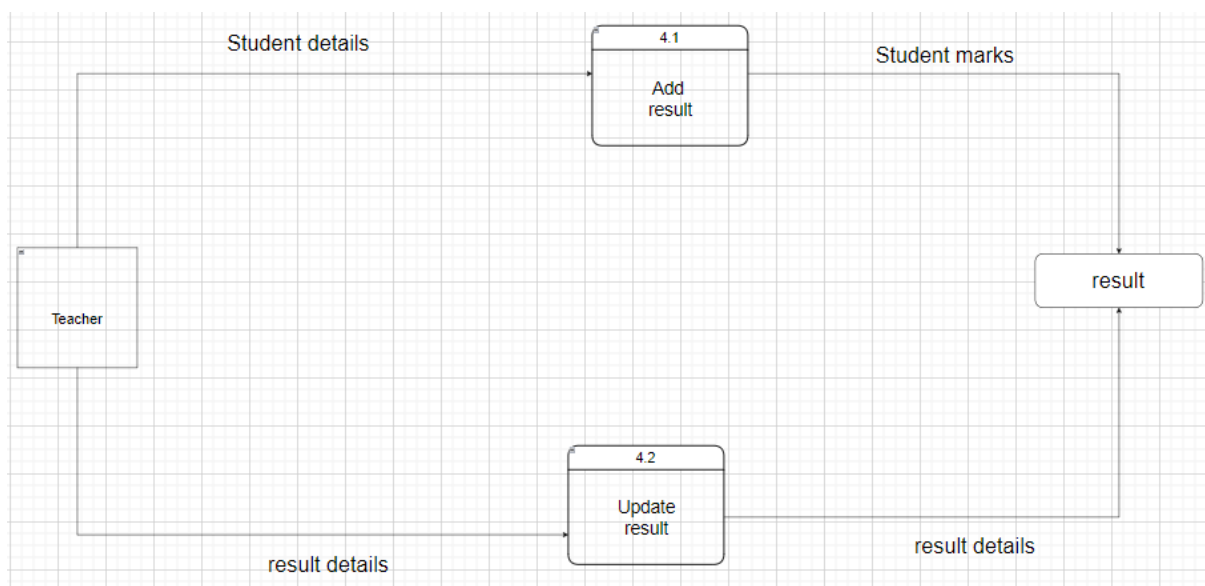 Student details
4.1
Add
result
Student marks
Teacher
result
4.2
Update
result
result details
result details